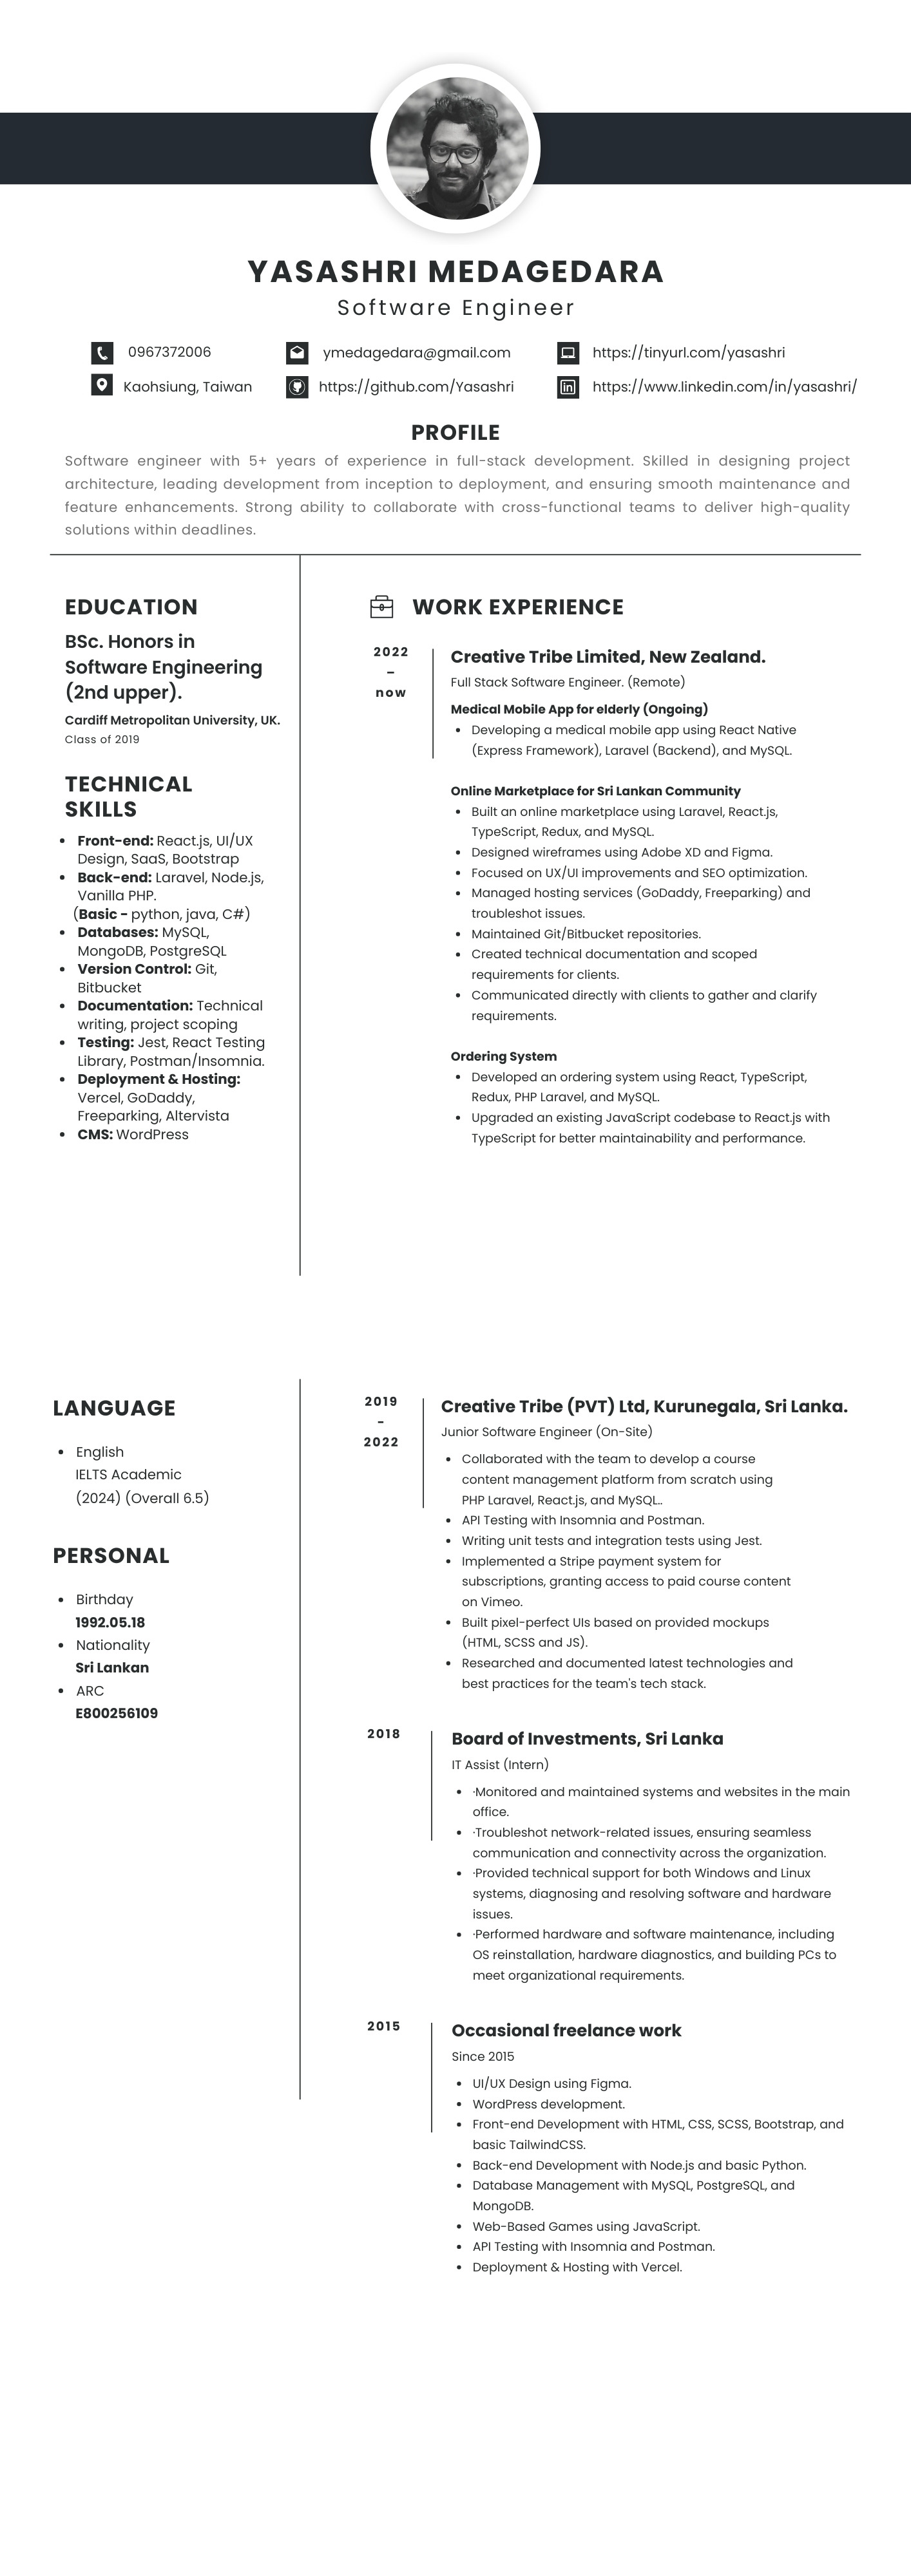 YASASHRI MEDAGEDARA
Software Engineer
0967372006
ymedagedara@gmail.com
https://tinyurl.com/yasashri
Kaohsiung, Taiwan
https://github.com/Yasashri
https://www.linkedin.com/in/yasashri/
PROFILE
Software engineer with 5+ years of experience in full-stack development. Skilled in designing project
architecture, leading development from inception to deployment, and ensuring smooth maintenance and
feature enhancements. Strong ability to collaborate with cross-functional teams to deliver high-quality
solutions within deadlines.
EDUCATION
BSc. Honors in
Software Engineering
(2nd upper).
Cardiff Metropolitan University, UK.
Class of 2019
TECHNICAL
SKILLS
• Front-end: React.js, UI/UX
Design, SaaS, Bootstrap
• Back-end: Laravel, Node.js,
Vanilla PHP.
(Basic - python, java, C#)
• Databases: MySQL,
MongoDB, PostgreSQL
• Version Control: Git,
Bitbucket
• Documentation: Technical
writing, project scoping
• Testing: Jest, React Testing
Library, Postman/Insomnia.
• Deployment & Hosting:
Vercel, GoDaddy,
Freeparking, Altervista
• CMS: WordPress
WORK EXPERIENCE
2022
–
now
Creative Tribe Limited, New Zealand.
Full Stack Software Engineer. (Remote)
Medical Mobile App for elderly (Ongoing)
• Developing a medical mobile app using React Native
(Express Framework), Laravel (Backend), and MySQL.
Online Marketplace for Sri Lankan Community
• Built an online marketplace using Laravel, React.js,
TypeScript, Redux, and MySQL.
• Designed wireframes using Adobe XD and Figma.
• Focused on UX/UI improvements and SEO optimization.
• Managed hosting services (GoDaddy, Freeparking) and
troubleshot issues.
• Maintained Git/Bitbucket repositories.
• Created technical documentation and scoped
requirements for clients.
• Communicated directly with clients to gather and clarify
requirements.
Ordering System
• Developed an ordering system using React, TypeScript,
Redux, PHP Laravel, and MySQL.
• Upgraded an existing JavaScript codebase to React.js with
TypeScript for better maintainability and performance.
LANGUAGE
• English
IELTS Academic
(2024) (Overall 6.5)
PERSONAL
• Birthday
1992.05.18
• Nationality
Sri Lankan
• ARC
E800256109
2019
-
2022
Creative Tribe (PVT) Ltd, Kurunegala, Sri Lanka.
Junior Software Engineer (On-Site)
• Collaborated with the team to develop a course
content management platform from scratch using
PHP Laravel, React.js, and MySQL..
• API Testing with Insomnia and Postman.
• Writing unit tests and integration tests using Jest.
• Implemented a Stripe payment system for
subscriptions, granting access to paid course content
on Vimeo.
• Built pixel-perfect UIs based on provided mockups
(HTML, SCSS and JS).
• Researched and documented latest technologies and
best practices for the team's tech stack.
2018
Board of Investments, Sri Lanka
IT Assist (Intern)
• ·Monitored and maintained systems and websites in the main
office.
• ·Troubleshot network-related issues, ensuring seamless
communication and connectivity across the organization.
• ·Provided technical support for both Windows and Linux
systems, diagnosing and resolving software and hardware
issues.
• ·Performed hardware and software maintenance, including
OS reinstallation, hardware diagnostics, and building PCs to
meet organizational requirements.
2015
Occasional freelance work
Since 2015
• UI/UX Design using Figma.
• WordPress development.
• Front-end Development with HTML, CSS, SCSS, Bootstrap, and
basic TailwindCSS.
• Back-end Development with Node.js and basic Python.
• Database Management with MySQL, PostgreSQL, and
MongoDB.
• Web-Based Games using JavaScript.
• API Testing with Insomnia and Postman.
• Deployment & Hosting with Vercel.